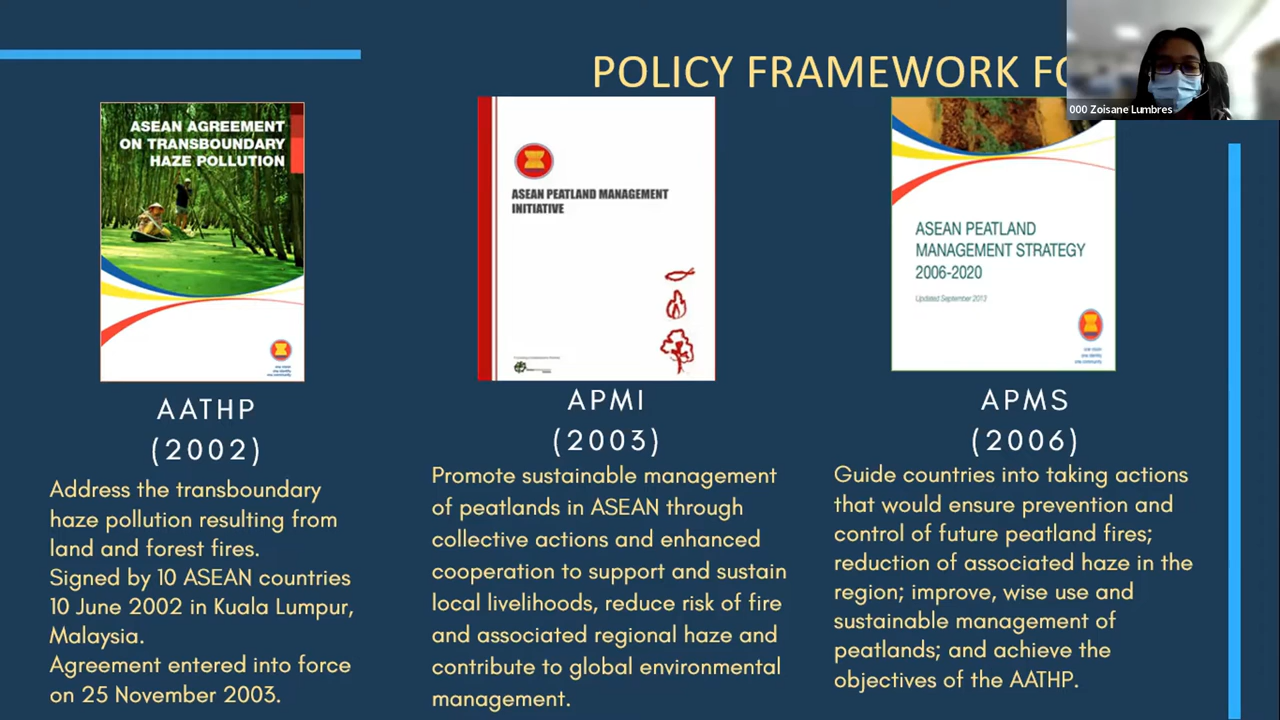 POLICY FRAMEWORK FO
000 Zoisane Lumbres
ASEAN AGREEMENT
ON TRANSBOUNDARY
HAZE POLLUTION
AATHP
(2002)
Address the transboundary
haze pollution resulting from
land and forest fires.
Signed by 10 ASEAN countries
10 June 2002 in Kuala Lumpur,
Malaysia.
Agreement entered into force
on 25 November 2003.
ASEAN PEATLAND MANAGEMENT
INITIATIVE
APMI
(2003)
Promote sustainable management
of peatlands in ASEAN through
collective actions and enhanced
cooperation to support and sustain
local livelihoods, reduce risk of fire
and associated regional haze and
contribute to global environmental
management.
ASEAN PEATLAND
MANAGEMENT STRATEGY
2006-2020
Updated September 2013
APMS
(2006)
Guide countries into taking actions
that would ensure prevention and
control of future peatland fires;
reduction of associated haze in the
region; improve, wise use and
sustainable management of
peatlands; and achieve the
objectives of the AATHP.